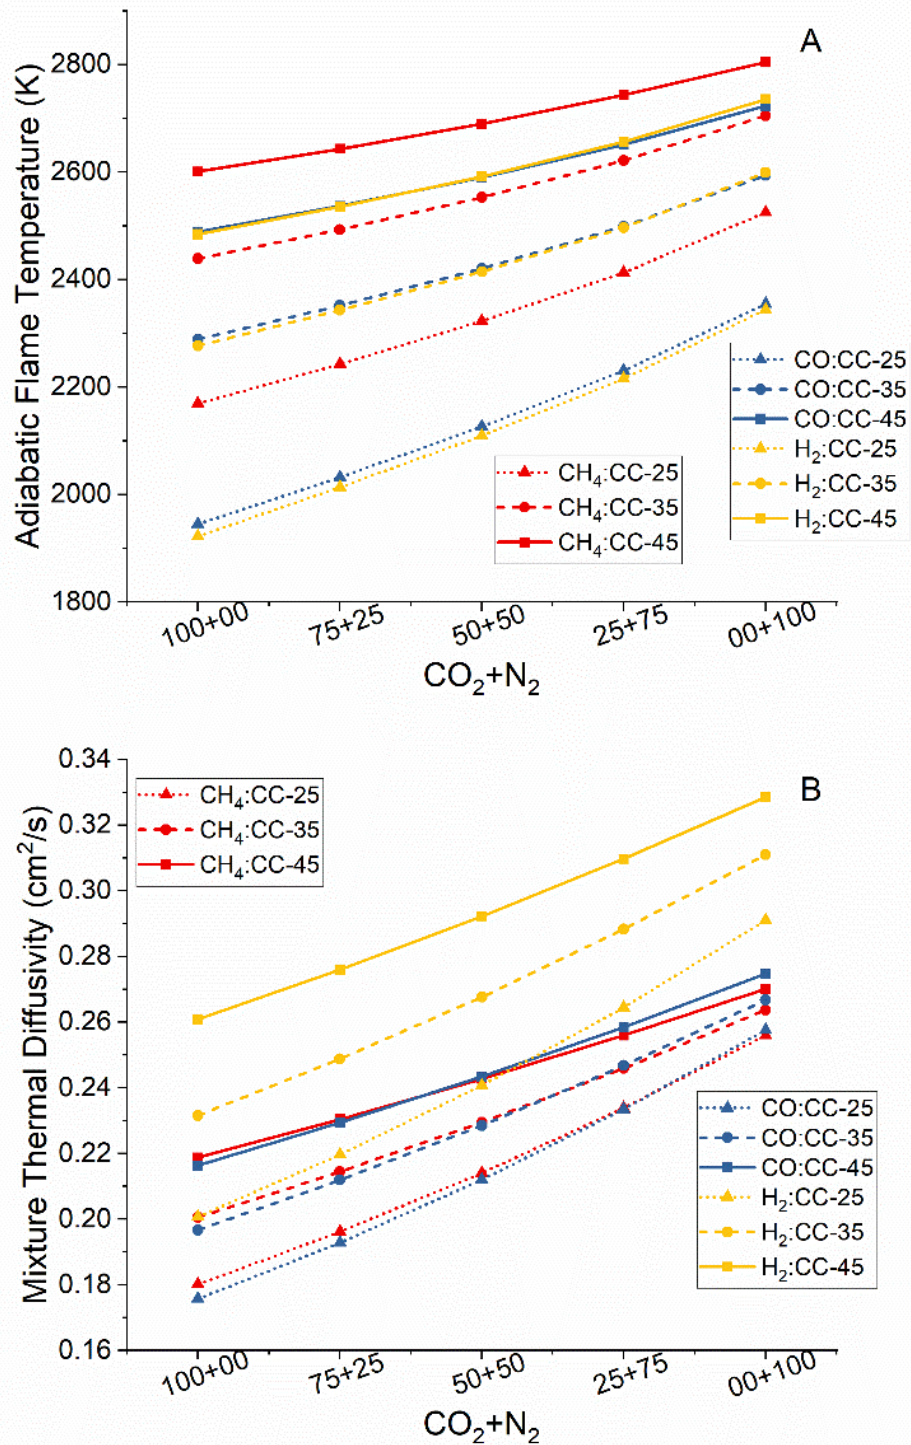 A
Adiabatic Flame Temperature (K)
2800
2600
2400
2200
2000
1800
CO:CC-25
CO:CC-35
CO:CC-45
H₂:CC-25
H₂:CC-35
H₂:CC-45
CH₄:CC-25
CH₄:CC-35
CH₄:CC-45
100+00
75+25
50+50
25+75
00+100
CO₂+N₂
B
Mixture Thermal Diffusivity (cm²/s)
0.34
0.32
0.30
0.28
0.26
0.24
0.22
0.20
0.18
0.16
CH₄:CC-25
CH₄:CC-35
CH₄:CC-45
CO:CC-25
CO:CC-35
CO:CC-45
H₂:CC-25
H₂:CC-35
H₂:CC-45
100+00
75+25
50+50
25+75
00+100
CO₂+N₂